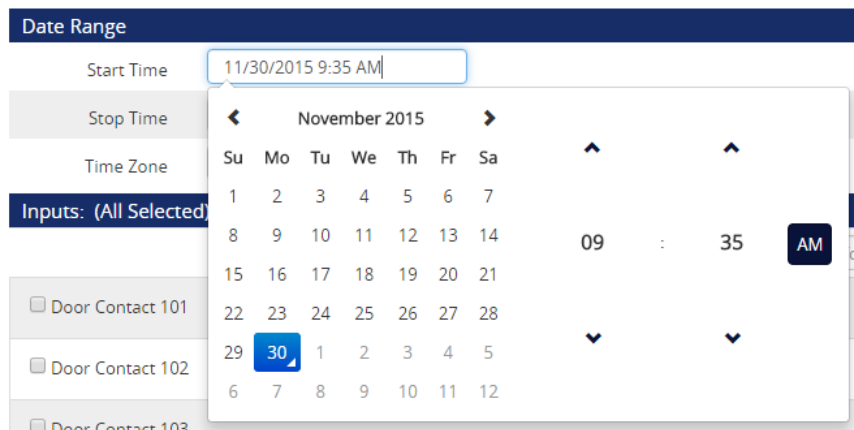 Date Range
Start Time 11/30/2015 9:35 AM
Stop Time
Time Zone
Inputs: (All Selected)
November 2015
Su Mo Tu We Th Fr Sa
1 2 3 4 5 6 7
8 9 10 11 12 13 14
15 16 17 18 19 20 21
22 23 24 25 26 27 28
29 30 1 2 3 4 5
6 7 8 9 10 11 12
09 : 35 AM
Door Contact 101
Door Contact 102
Door Contact 103